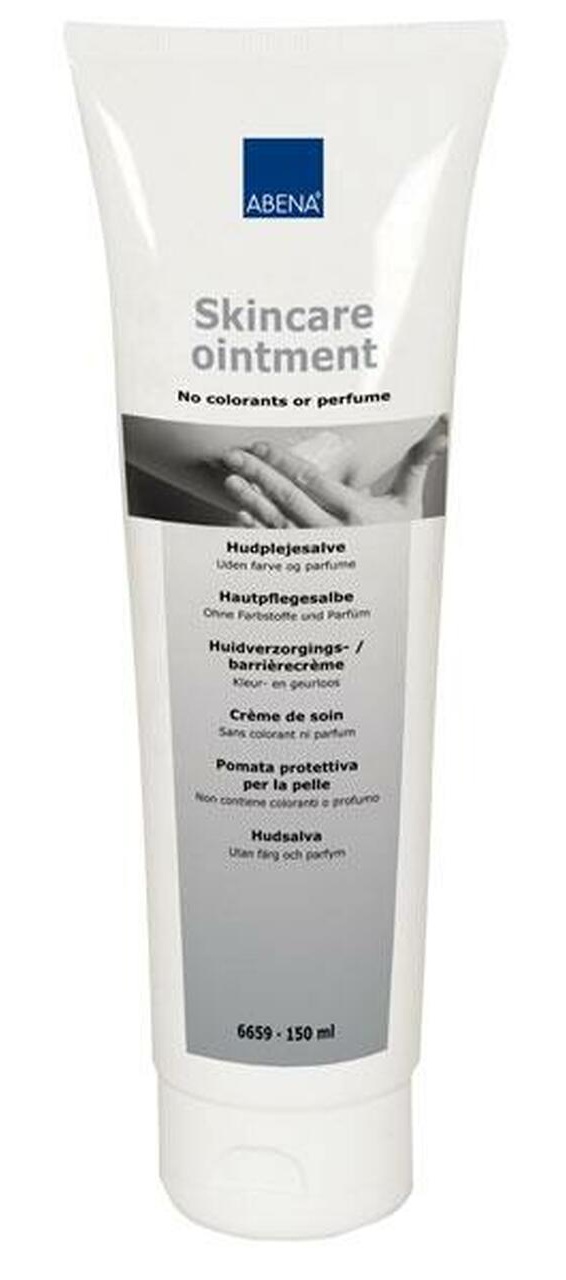 ABENA®
Skincare
ointment
No colorants or perfume
Hudplejesalve
Uden farve og parfume
Hautpflegesalbe
Ohne Farbstoffe und Parfüm
Huidverzorgings- /
barrièrecrème
Kleur- en geurloos
Crème de soin
Sans colorant ni parfum
Pomata protettiva
per la pelle
Non contiene coloranti o profumo
Hudsalva
Utan färg och parfym
6659 - 150 ml